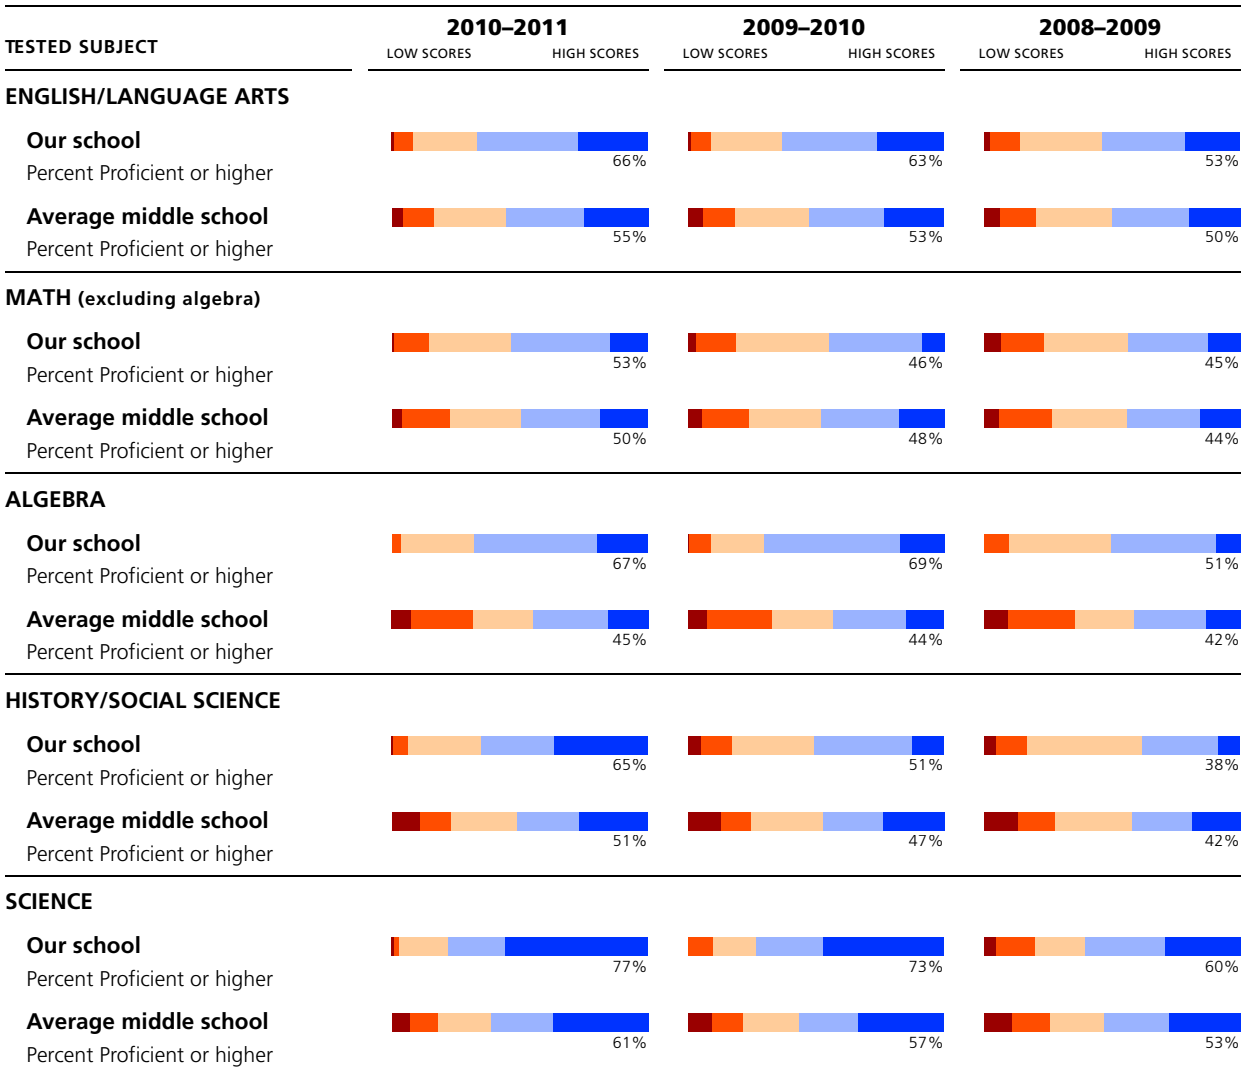 2010–2011 2009–2010 2008–2009
TESTED SUBJECT LOW SCORES HIGH SCORES LOW SCORES HIGH SCORES LOW SCORES HIGH SCORES
ENGLISH/LANGUAGE ARTS
Our school
66% 63% 53%
Percent Proficient or higher
Average middle school
55% 53% 50%
Percent Proficient or higher
MATH (excluding algebra)
Our school
53% 46% 45%
Percent Proficient or higher
Average middle school
50% 48% 44%
Percent Proficient or higher
ALGEBRA
Our school
67% 69% 51%
Percent Proficient or higher
Average middle school
45% 44% 42%
Percent Proficient or higher
HISTORY/SOCIAL SCIENCE
Our school
65% 51% 38%
Percent Proficient or higher
Average middle school
51% 47% 42%
Percent Proficient or higher
SCIENCE
Our school
77% 73% 60%
Percent Proficient or higher
Average middle school
61% 57% 53%
Percent Proficient or higher